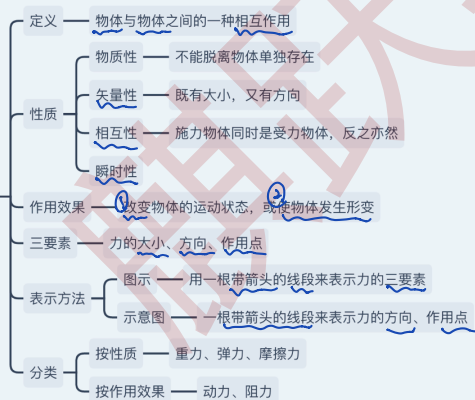 定义 物体与物体之间的一种相互作用
物质性 不能脱离物体单独存在
矢量性 既有大小，又有方向
性质
相互性 施力物体同时是受力物体，反之亦然
瞬时性
作用效果 ①改变物体的运动状态，或②使物体发生形变
三要素 力的大小、方向、作用点
图示 用一根带箭头的线段来表示力的三要素
表示方法
示意图 一根带箭头的线段来表示力的方向、作用点
按性质 重力、弹力、摩擦力
分类
按作用效果 动力、阻力